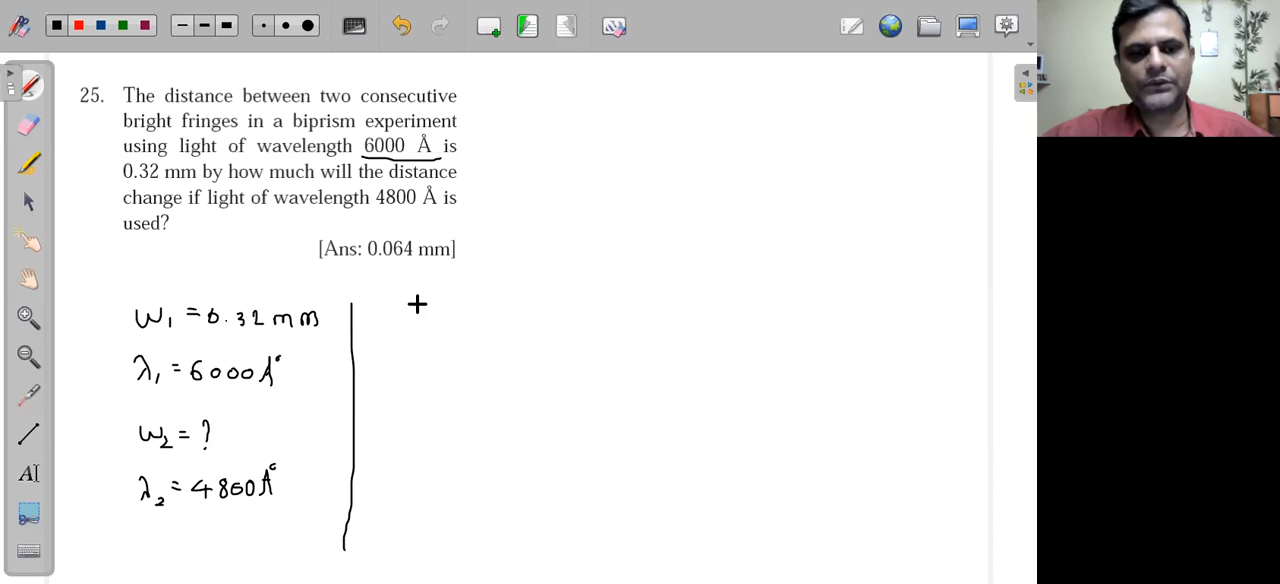 25. The distance between two consecutive
bright fringes in a biprism experiment
using light of wavelength 6000 Å is
0.32 mm by how much will the distance
change if light of wavelength 4800 Å is
used?
[Ans: 0.064 mm]
W₁ = 0.32 mm
λ₁ = 6000 A°
W₂ = ?
λ₂ = 4800 A°
A